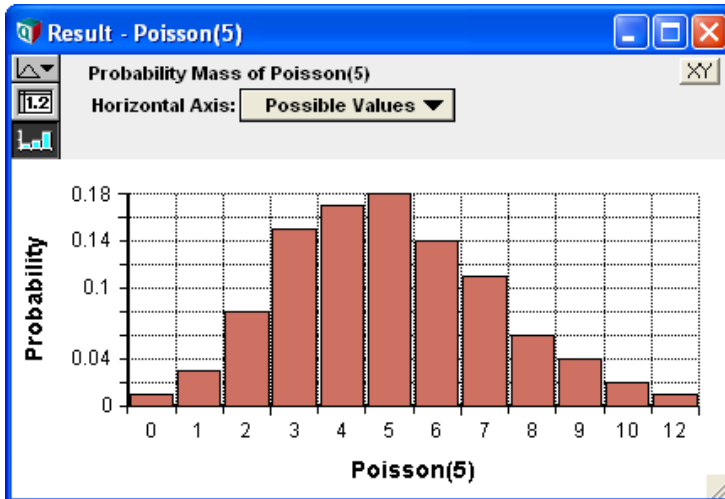 Result - Poisson(5)
Probability Mass of Poisson(5)
XY
1.2
Horizontal Axis: Possible Values
0.18
0.14
0.1
0.04
0
Probability
0 1 2 3 4 5 6 7 8 9 10 12
Poisson(5)